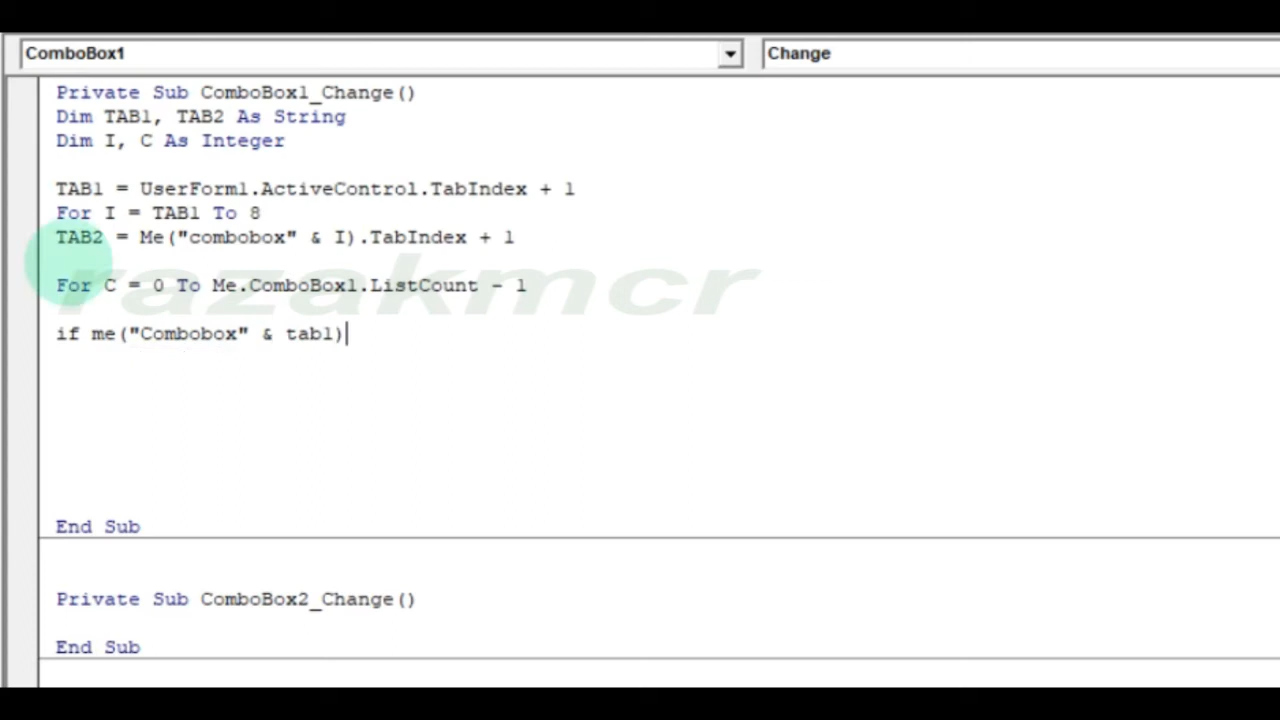 ComboBox1
Change
Private Sub ComboBox1_Change()
Dim TAB1, TAB2 As String
Dim I, C As Integer
TAB1 = UserForm1.ActiveControl.TabIndex + 1
For I = TAB1 To 8
TAB2 = Me("combobox" & I).TabIndex + 1
razakmcr
For C = 0 To Me.ComboBox1.ListCount - 1
if me("Combobox" & tab1)
End Sub
Private Sub ComboBox2_Change()
End Sub